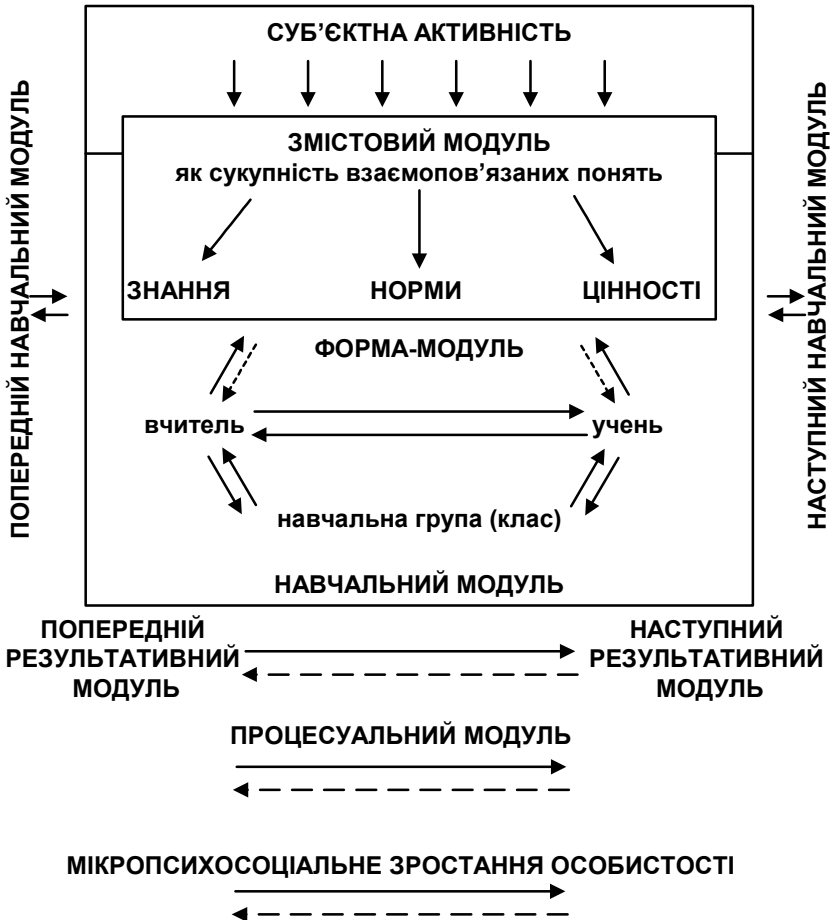 СУБ’ЄКТНА АКТИВНІСТЬ
ПОПЕРЕДНІЙ НАВЧАЛЬНИЙ МОДУЛЬ
ЗМІСТОВИЙ МОДУЛЬ
як сукупність взаємопов’язаних понять
ЗНАННЯ НОРМИ ЦІННОСТІ
НАСТУПНИЙ НАВЧАЛЬНИЙ МОДУЛЬ
ФОРМА-МОДУЛЬ
вчитель учень
навчальна група (клас)
НАВЧАЛЬНИЙ МОДУЛЬ
ПОПЕРЕДНІЙ
РЕЗУЛЬТАТИВНИЙ
МОДУЛЬ
НАСТУПНИЙ
РЕЗУЛЬТАТИВНИЙ
МОДУЛЬ
ПРОЦЕСУАЛЬНИЙ МОДУЛЬ
МІКРОПСИХОСОЦІАЛЬНЕ ЗРОСТАННЯ ОСОБИСТОСТІ